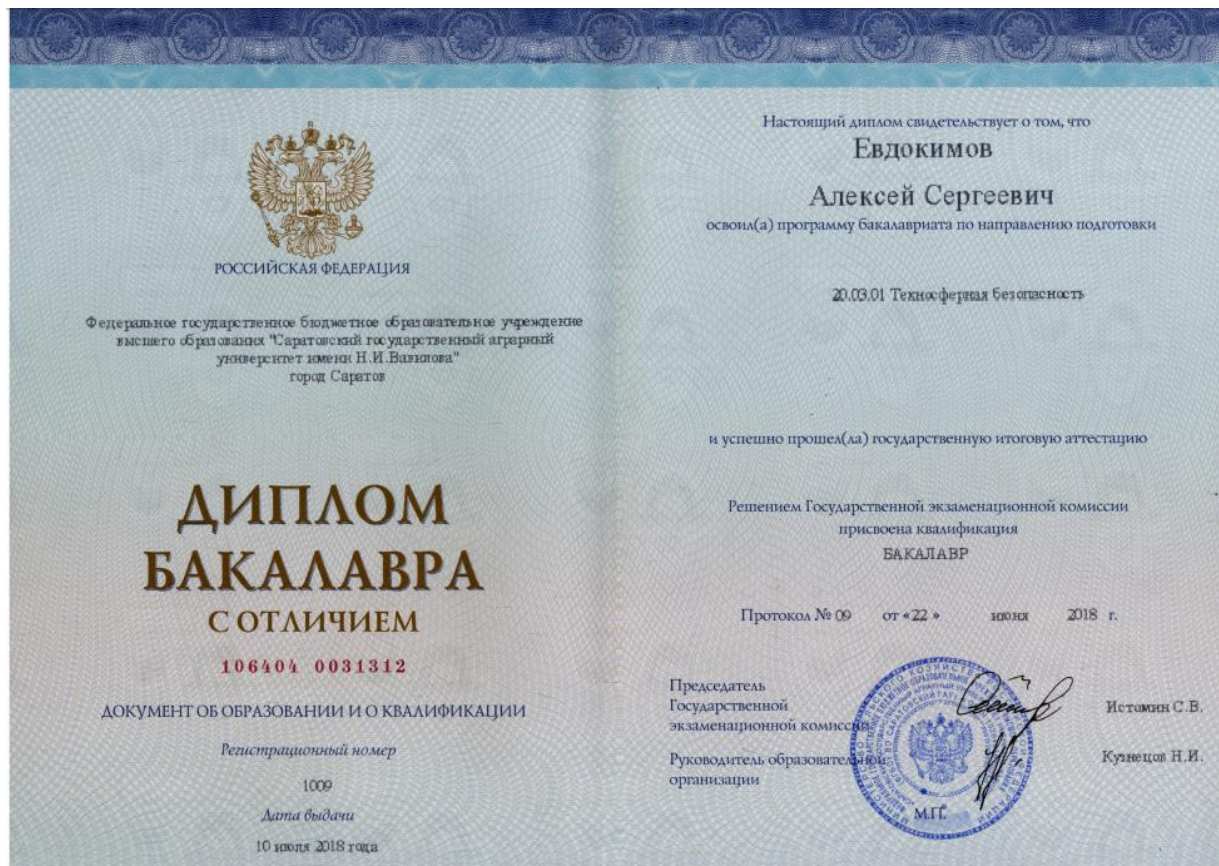 РОССИЙСКАЯ ФЕДЕРАЦИЯ
Федеральное государственное бюджетное образовательное учреждение
высшего образования "Саратовский государственный аграрный
университет имени Н.И.Вавилова"
город Саратов
ДИПЛОМ
БАКАЛАВРА
С ОТЛИЧИЕМ
106404 0031312
ДОКУМЕНТ ОБ ОБРАЗОВАНИИ И О КВАЛИФИКАЦИИ
Регистрационный номер
1009
Дата выдачи
10 июля 2018 года
Настоящий диплом свидетельствует о том, что
Евдокимов
Алексей Сергеевич
освоил(а) программу бакалавриата по направлению подготовки
20.03.01 Техносферная безопасность
и успешно прошел(ла) государственную итоговую аттестацию
Решением Государственной экзаменационной комиссии
присвоена квалификация
БАКАЛАВР
Протокол № 09 от «22 » июня 2018 г.
Председатель
Государственной
экзаменационной комиссии
Истомин С.В.
Руководитель образовательной
организации
Кузнецов Н.И.
М.П.